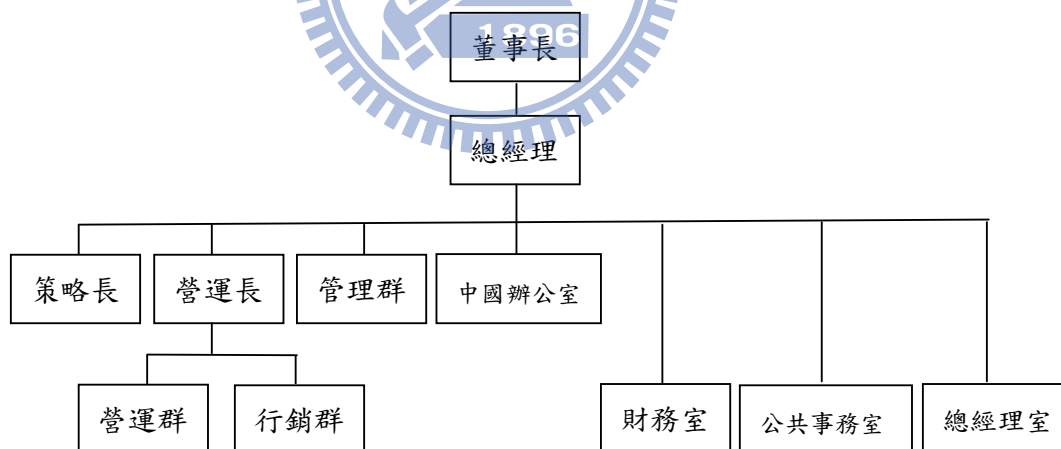 1896
董事長
總經理
策略長
營運長
管理群
中國辦公室
營運群
行銷群
財務室
公共事務室
總經理室